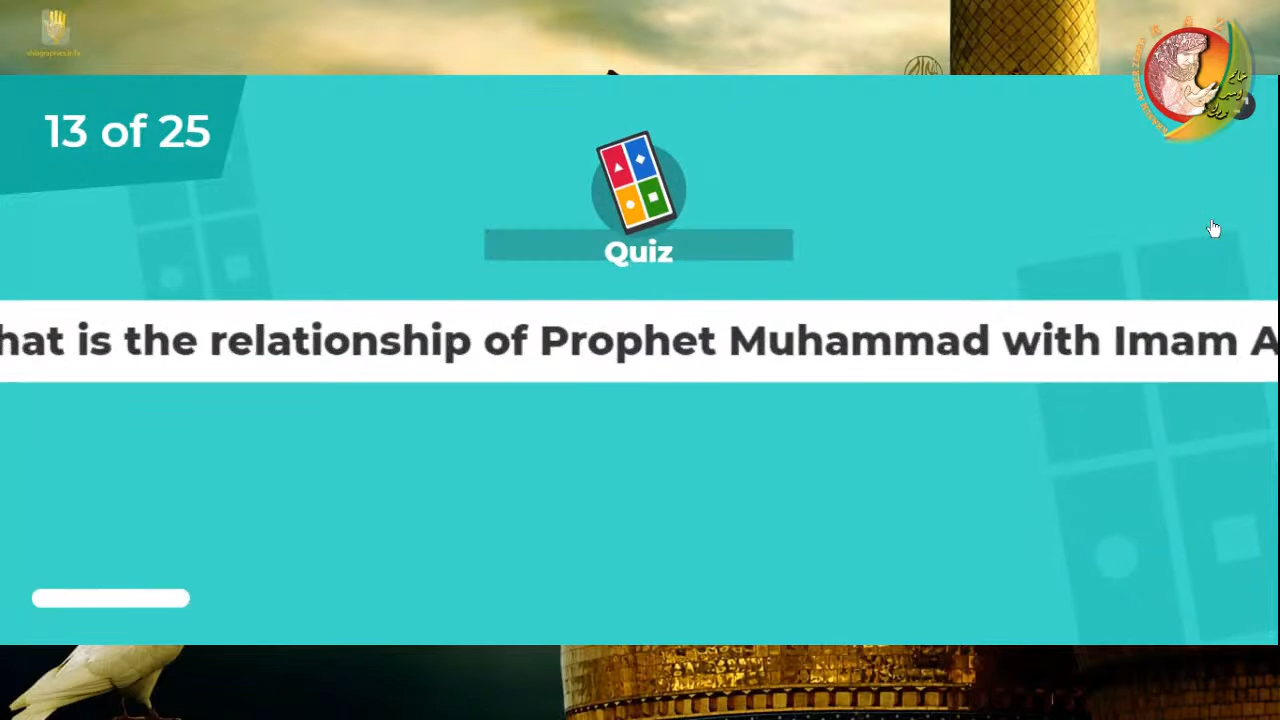 13 of 25
Quiz
hat is the relationship of Prophet Muhammad with Imam A